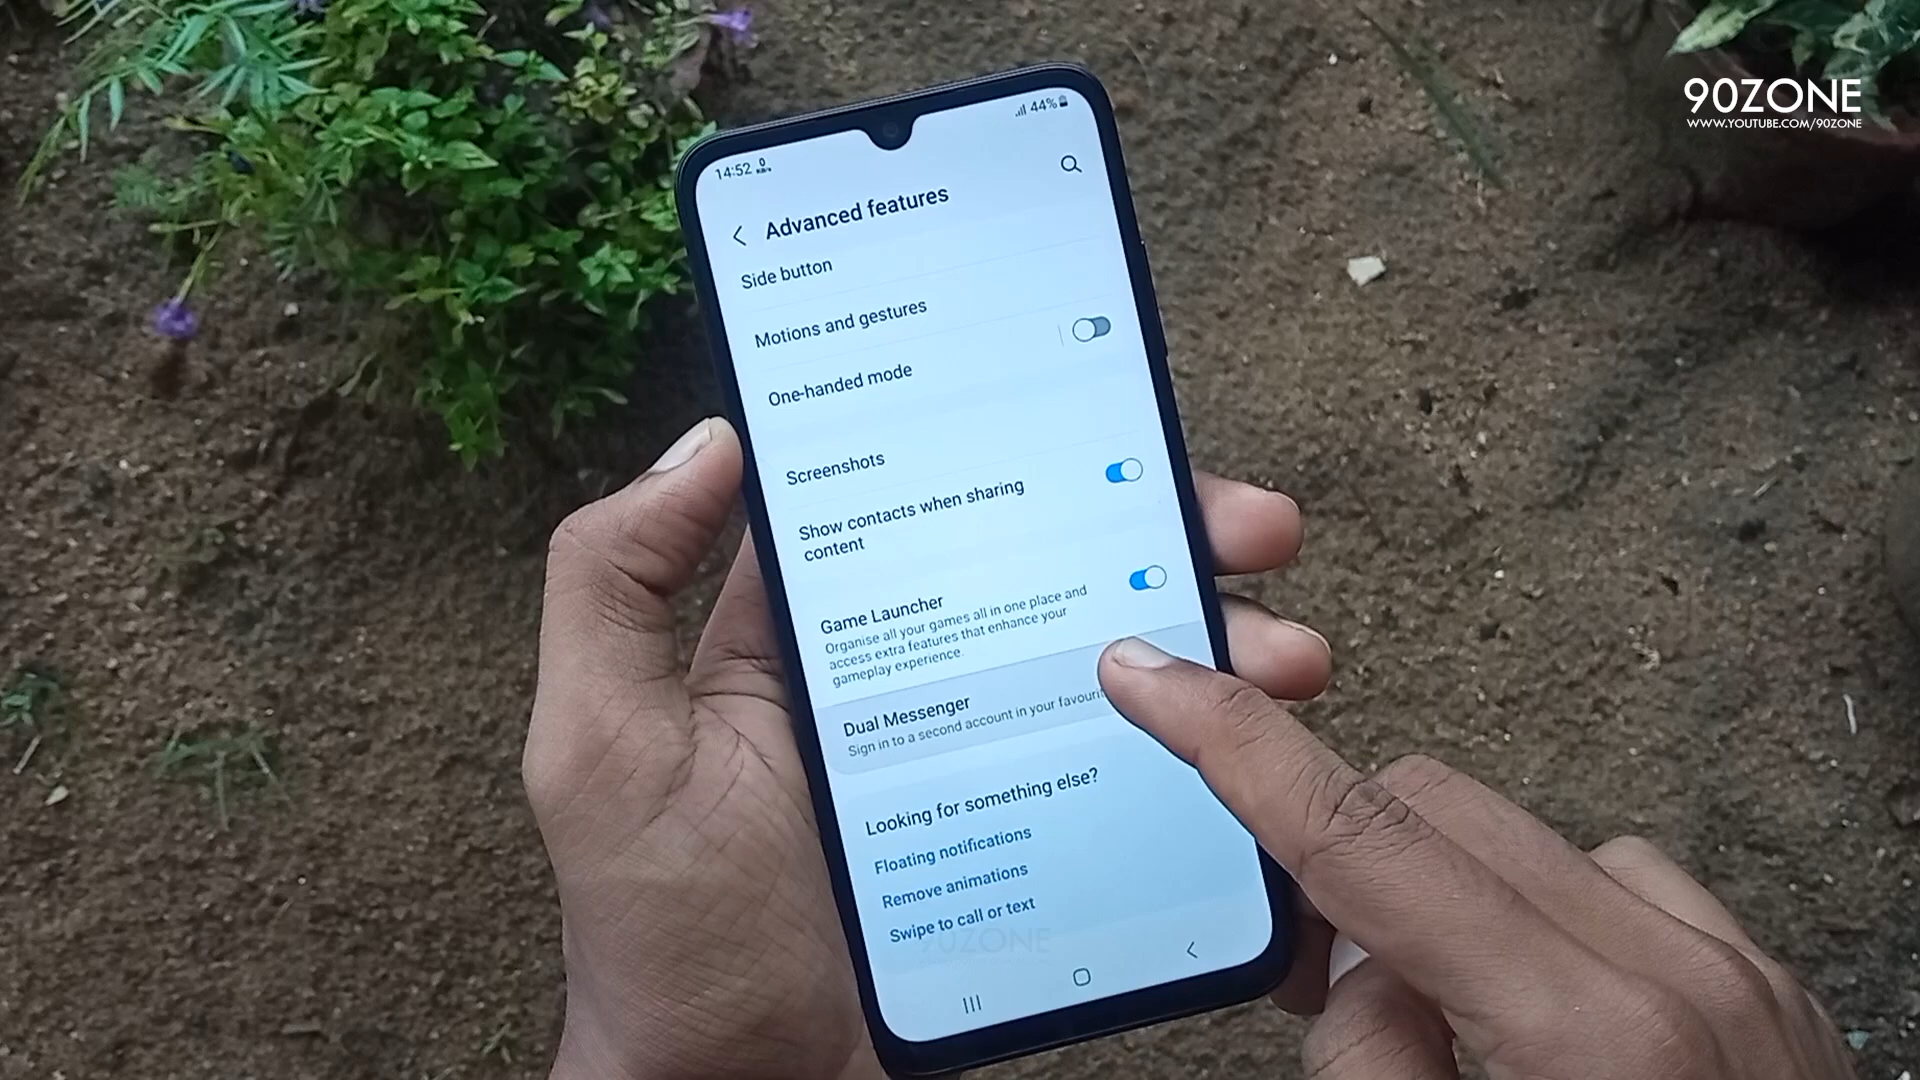 90ZONE
WWW.YOUTUBE.COM/90ZONE
14:52 0 KB/s
44%
Advanced features
Side button
Motions and gestures
One-handed mode
Screenshots
Show contacts when sharing
content
Game Launcher
Organise all your games all in one place and
access extra features that enhance your
gameplay experience.
Dual Messenger
Sign in to a second account in your
Looking for something else?
Floating notifications
Remove animations
Swipe to call or text
90ZONE